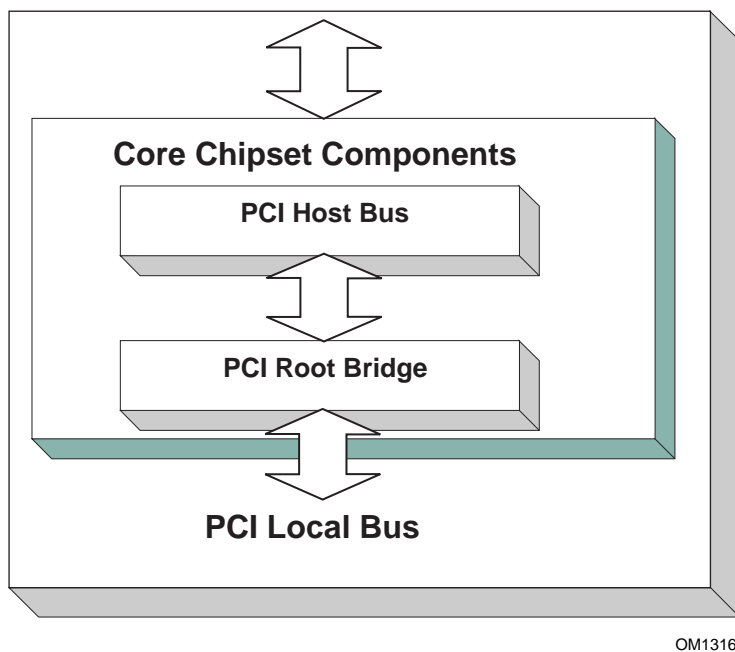 Core Chipset Components
PCI Host Bus
PCI Root Bridge
PCI Local Bus
OM1316